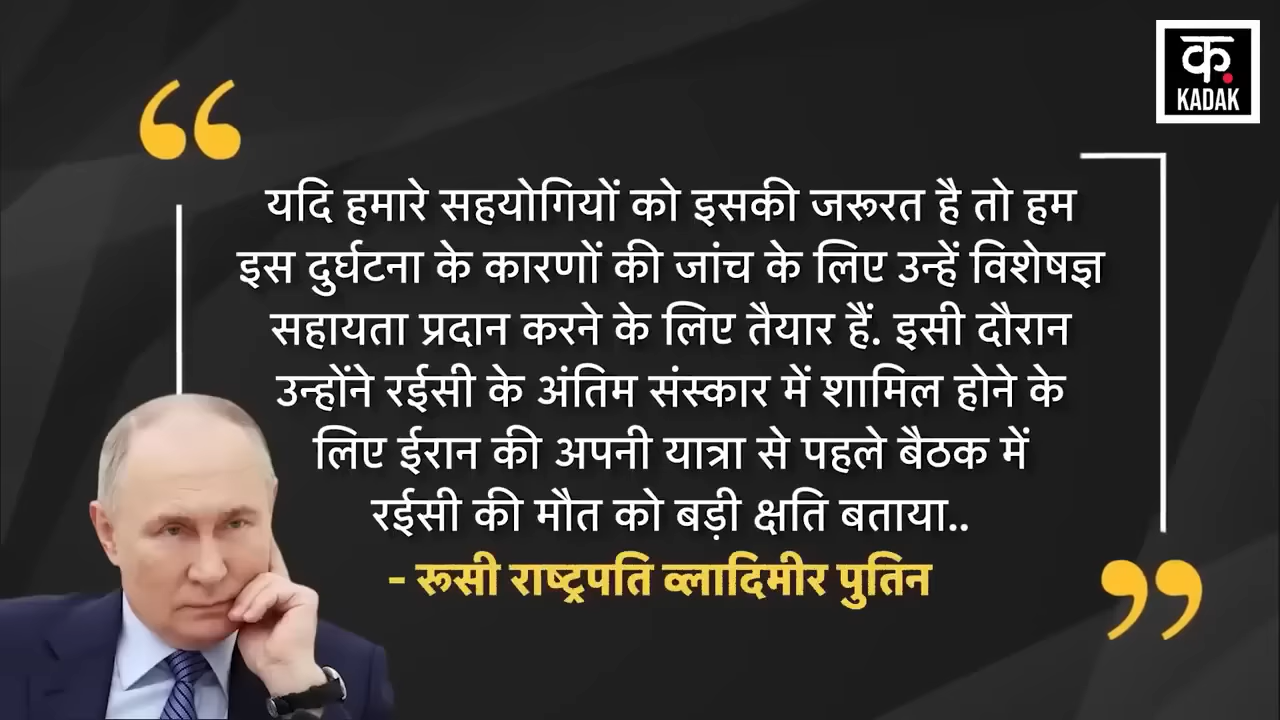 क.
KADAK
“
यदि हमारे सहयोगियों को इसकी जरूरत है तो हम
इस दुर्घटना के कारणों की जांच के लिए उन्हें विशेषज्ञ
सहायता प्रदान करने के लिए तैयार हैं. इसी दौरान
उन्होंने रईसी के अंतिम संस्कार में शामिल होने के
लिए ईरान की अपनी यात्रा से पहले बैठक में
रईसी की मौत को बड़ी क्षति बताया..
- रूसी राष्ट्रपति व्लादिमीर पुतिन
”